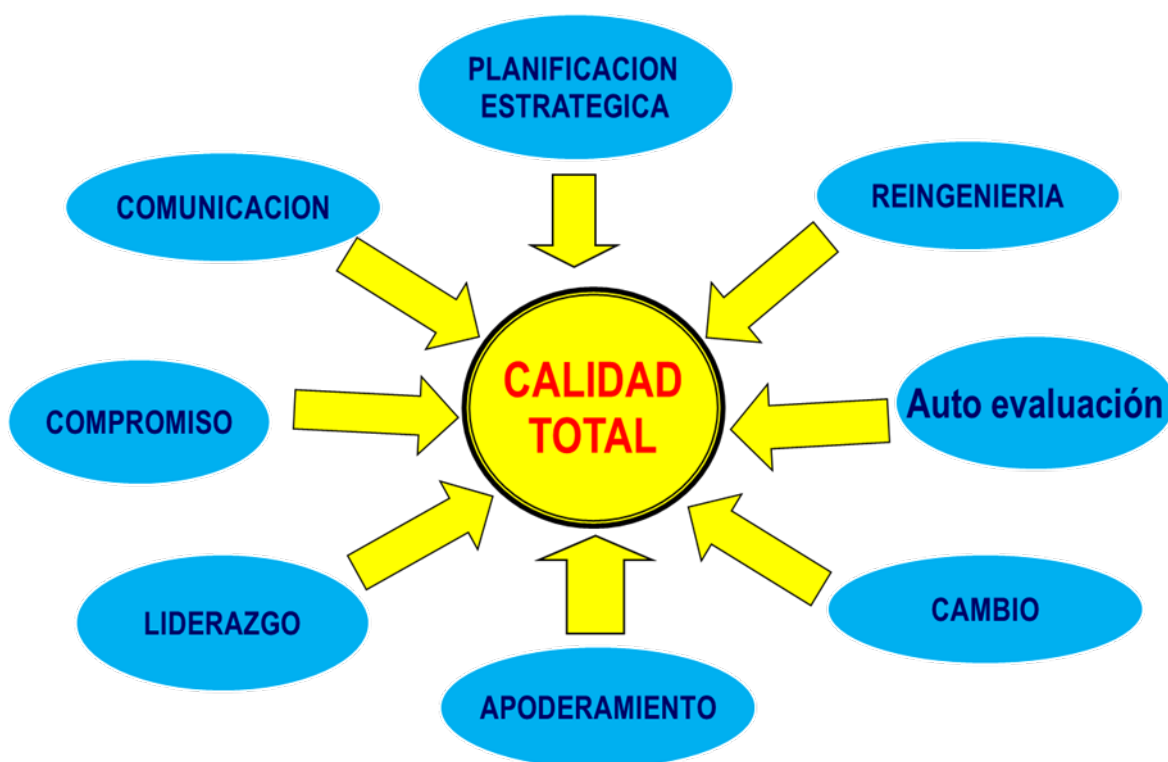 PLANIFICACION
ESTRATEGICA
COMUNICACION
REINGENIERIA
CALIDAD
TOTAL
Auto evaluación
COMPROMISO
LIDERAZGO
CAMBIO
APODERAMIENTO